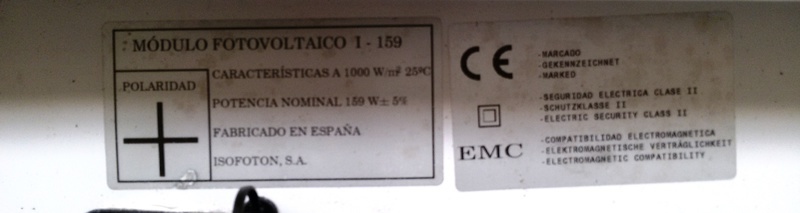 MÓDULO FOTOVOLTAICO I - 159
POLARIDAD
CARACTERÍSTICAS A 1000 W/m² 25ºC
POTENCIA NOMINAL 159 W± 5%
FABRICADO EN ESPAÑA
ISOFOTON, S.A.
CE
-MARCADO
-GEKENNZEICHNET
-MARKED
-SEGURIDAD ELECTRICA CLASE II
-SCHUTZKLASSE II
-ELECTRIC SECURITY CLASS II
EMC
-COMPATIBILIDAD ELECTROMAGNETICA
-ELEKTROMAGNETISCHE VERTRÄGLICHKEIT
-ELECTROMAGNETIC COMPATIBILITY